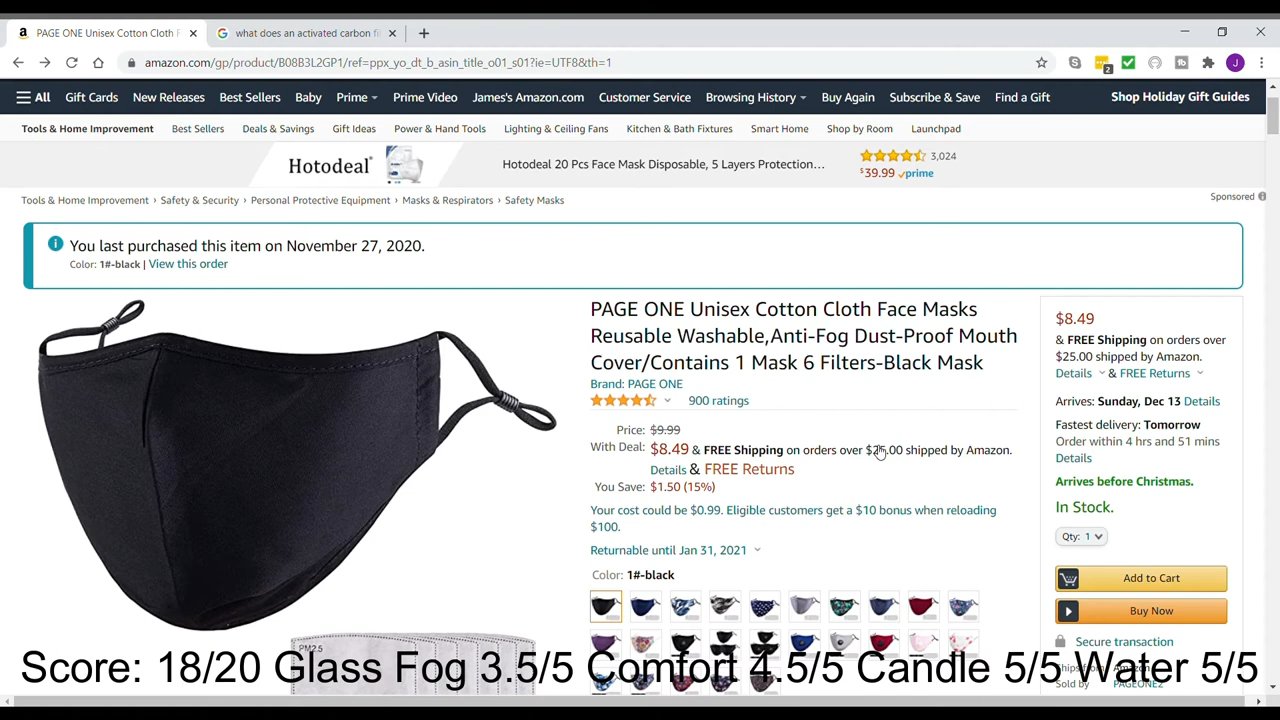 PAGE ONE Unisex Cotton Cloth F
what does an activated carbon fi
amazon.com/gp/product/B08B3L2GP1/ref=ppx_yo_dt_b_asin_title_o01_s01?ie=UTF8&th=1
2
J
All Gift Cards New Releases Best Sellers Baby Prime Prime Video James's Amazon.com Customer Service Browsing History Buy Again Subscribe & Save Find a Gift Shop Holiday Gift Guides
Tools & Home Improvement Best Sellers Deals & Savings Gift Ideas Power & Hand Tools Lighting & Ceiling Fans Kitchen & Bath Fixtures Smart Home Shop by Room Launchpad
Hotodeal® Hotodeal 20 Pcs Face Mask Disposable, 5 Layers Protection... 3,024
$39.99 prime
Tools & Home Improvement › Safety & Security › Personal Protective Equipment › Masks & Respirators › Safety Masks
Sponsored
You last purchased this item on November 27, 2020.
Color: 1#-black | View this order
PAGE ONE Unisex Cotton Cloth Face Masks
Reusable Washable,Anti-Fog Dust-Proof Mouth
Cover/Contains 1 Mask 6 Filters-Black Mask
Brand: PAGE ONE
900 ratings
Price: $9.99
With Deal: $8.49 & FREE Shipping on orders over $25.00 shipped by Amazon.
Details & FREE Returns
You Save: $1.50 (15%)
Your cost could be $0.99. Eligible customers get a $10 bonus when reloading
$100.
Returnable until Jan 31, 2021
Color: 1#-black
$8.49
& FREE Shipping on orders over
$25.00 shipped by Amazon.
Details & FREE Returns
Arrives: Sunday, Dec 13 Details
Fastest delivery: Tomorrow
Order within 4 hrs and 51 mins
Details
Arrives before Christmas.
In Stock.
Qty: 1
Add to Cart
Buy Now
Secure transaction
PM2.5
Score: 18/20 Glass Fog 3.5/5 Comfort 4.5/5 Candle 5/5 Water 5/5
Ships from Amazon
Sold by PAGEONE2